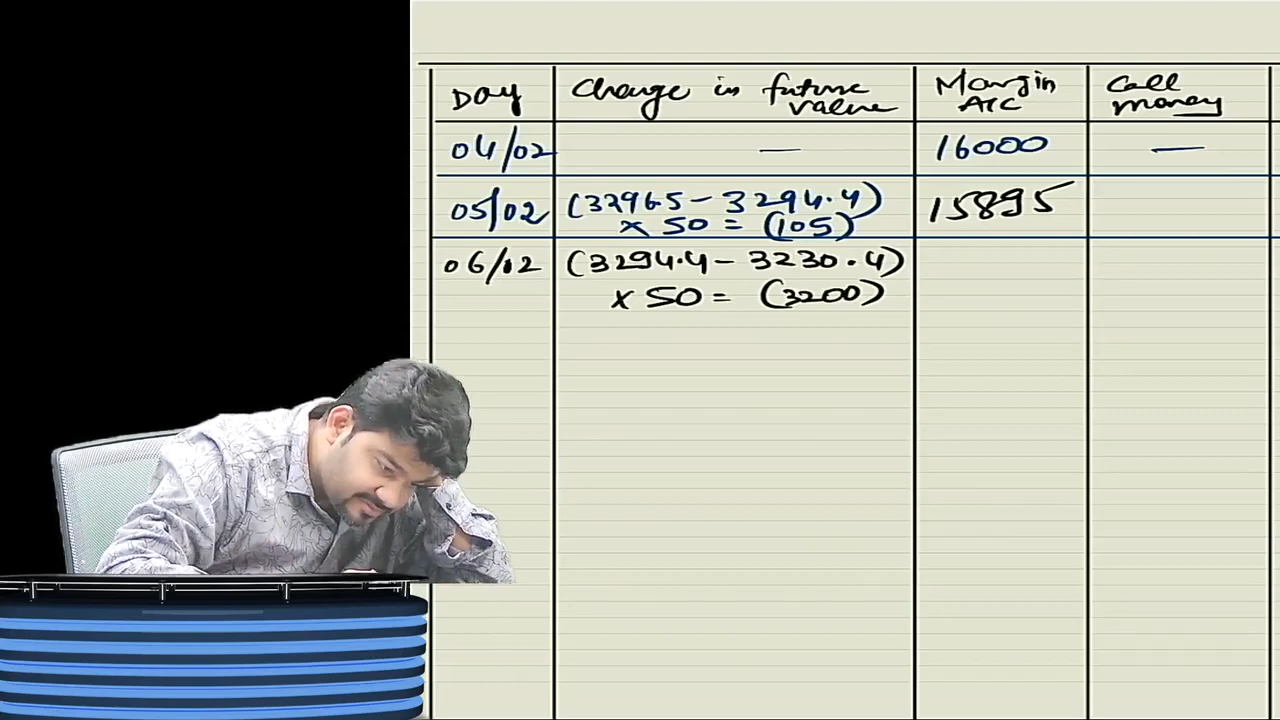 Day Change in future value Margin A/C Call money
04/02 — 16000 —
05/02 (3296.5 - 3294.4) 15895
x 50 = (105)
06/02 (3294.4 - 3230.4)
x 50 = (3200)